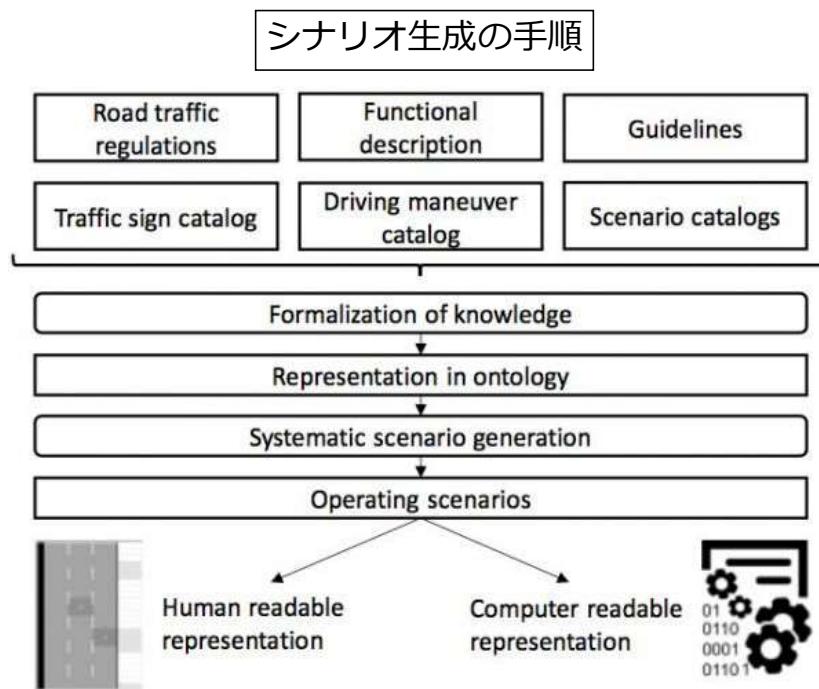 シナリオ生成の手順
Road traffic
regulations
Functional
description
Guidelines
Traffic sign catalog
Driving maneuver
catalog
Scenario catalogs
Formalization of knowledge
Representation in ontology
Systematic scenario generation
Operating scenarios
Human readable
representation
Computer readable
representation
01
0110
0001
01101